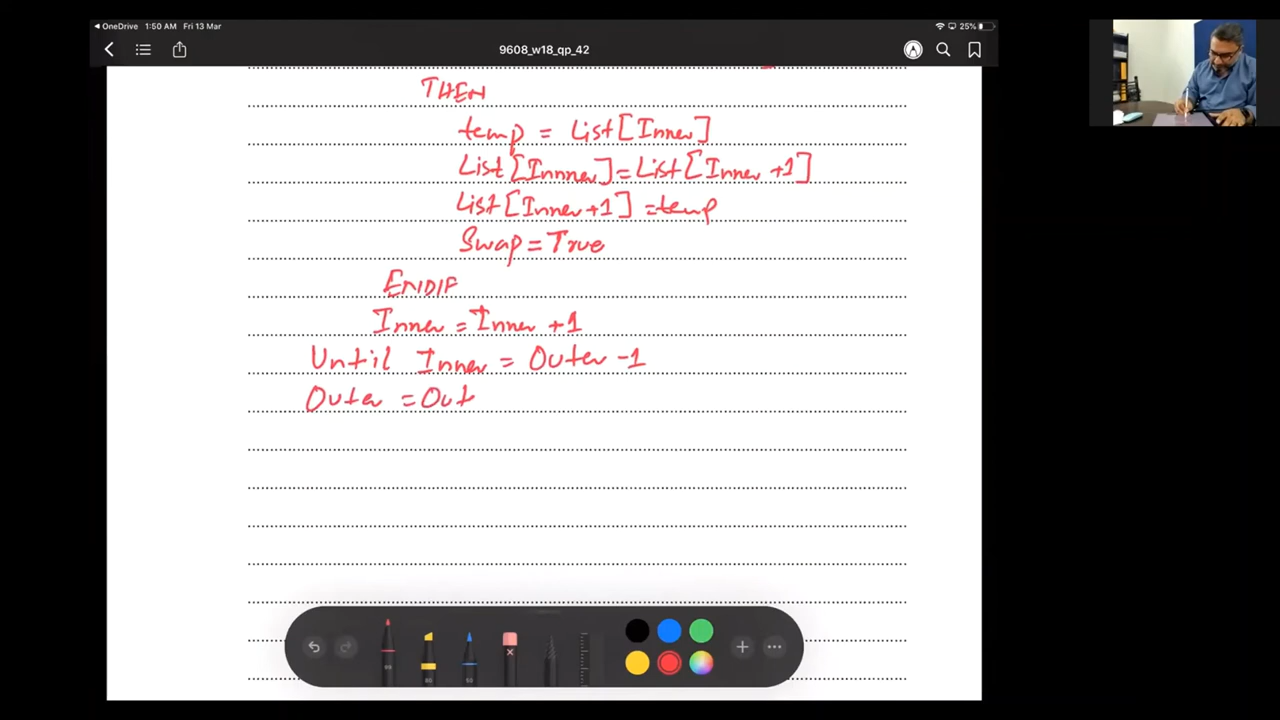 OneDrive 1:50 AM Fri 13 Mar 25%
9608_w18_qp_42
THEN
temp = List[Inner]
List[Innner] = List[Inner +1]
List[Inner+1] = temp
Swap = True
ENDIF
Inner = Inner +1
Until Inner = Outer -1
Outer = Out